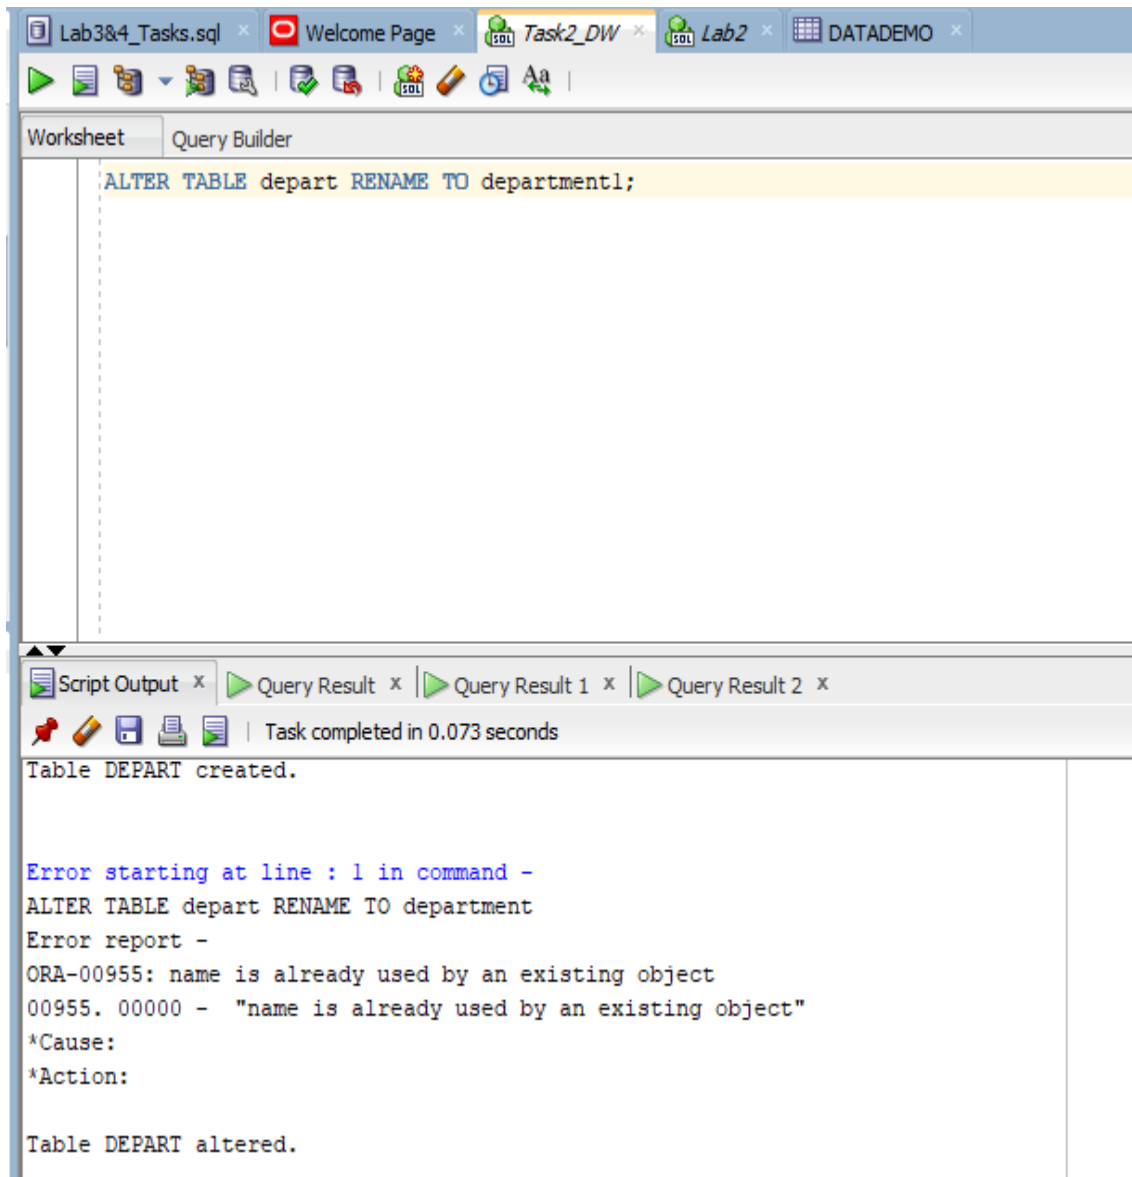 Lab3&4_Tasks.sql Welcome Page Task2_DW Lab2 DATADEMO
Worksheet Query Builder
ALTER TABLE depart RENAME TO department1;
Script Output x Query Result x Query Result 1 x Query Result 2 x
Task completed in 0.073 seconds
Table DEPART created.
Error starting at line : 1 in command -
ALTER TABLE depart RENAME TO department
Error report -
ORA-00955: name is already used by an existing object
00955. 00000 -  "name is already used by an existing object"
*Cause:
*Action:
Table DEPART altered.